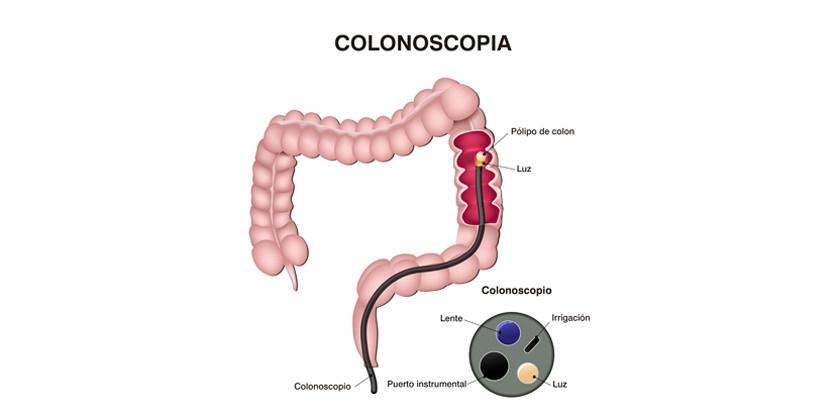 COLONOSCOPIA
Pólipo de colon
Luz
Colonoscopio
Lente
Irrigación
Colonoscopio
Puerto instrumental
Luz